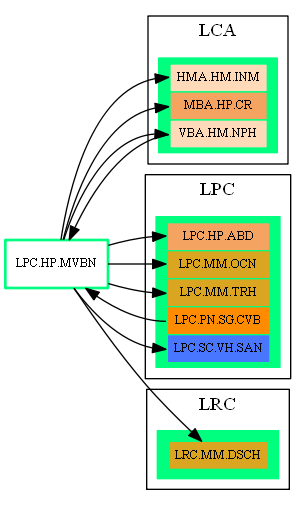 LCA
HMA.HM.INM
MBA.HP.CR
VBA.HM.NPH
LPC.HP.MVBN
LPC
LPC.HP.ABD
LPC.MM.OCN
LPC.MM.TRH
LPC.PN.SG.CVB
LPC.SC.VH.SAN
LRC
LRC.MM.DSCH